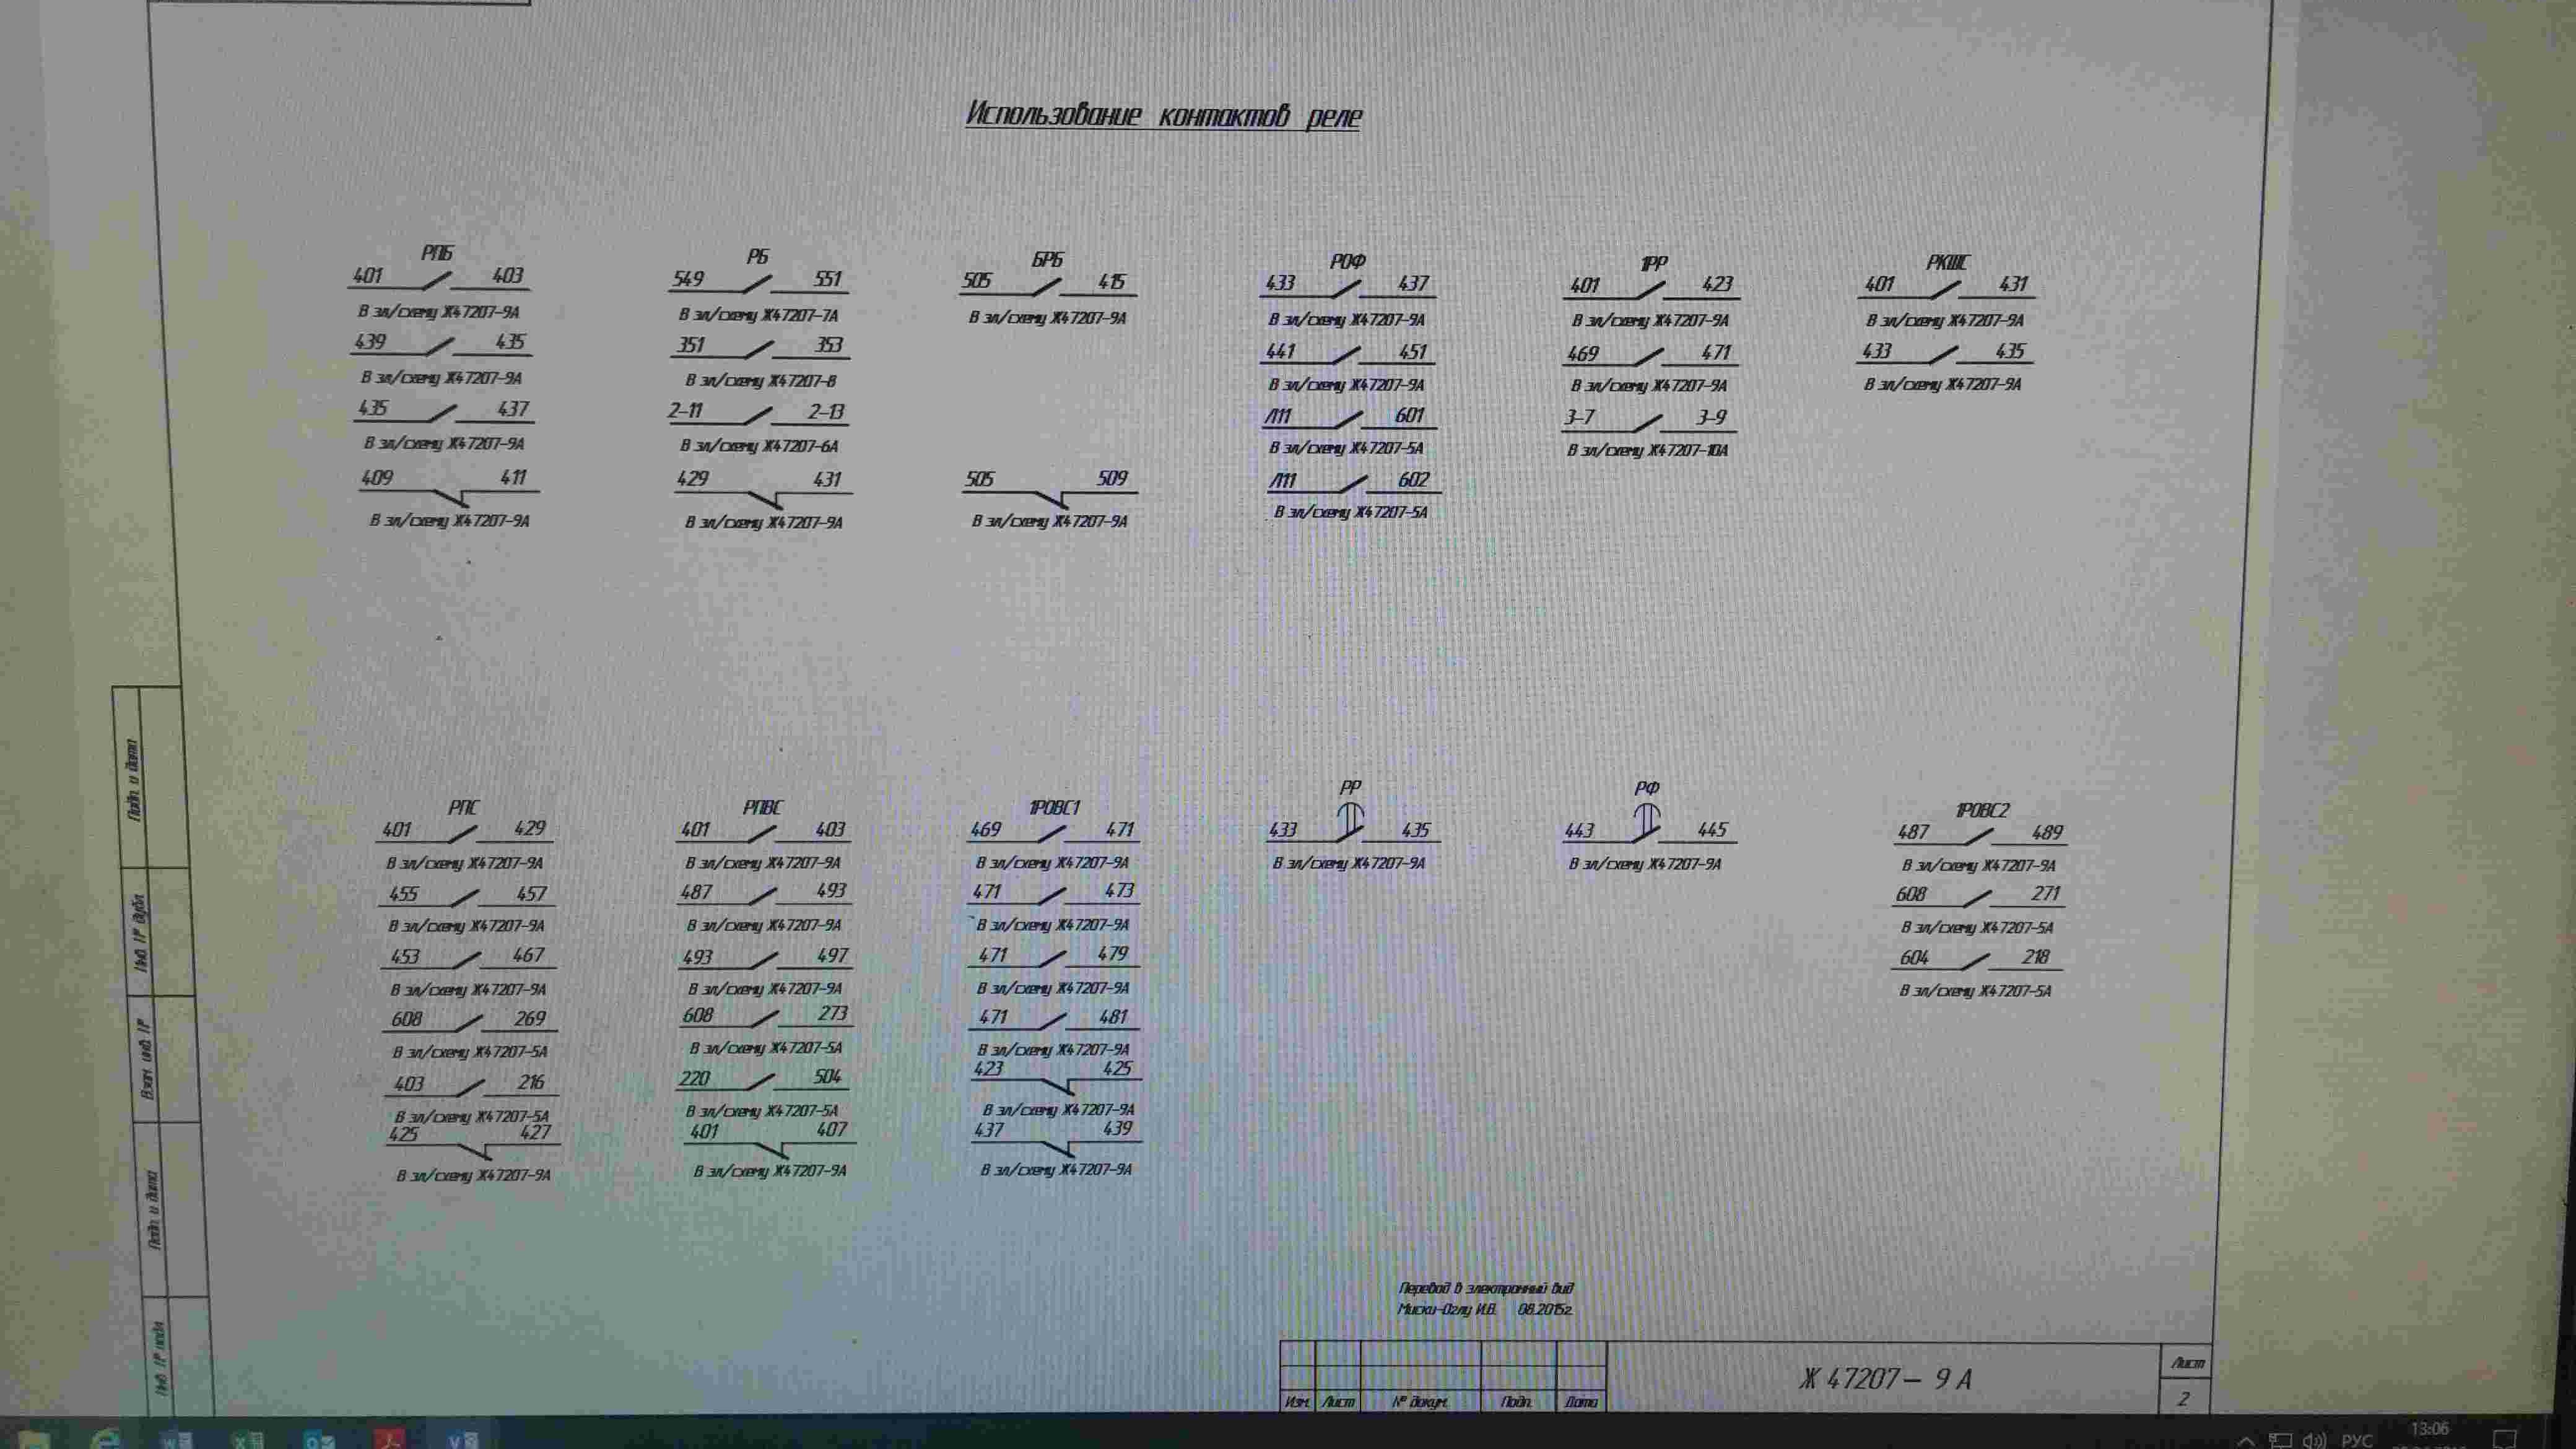 Использование контактов реле
РПБ
401 403
В эл/схему Ж47207-9А
439 435
В эл/схему Ж47207-9А
435 437
В эл/схему Ж47207-9А
409 411
В эл/схему Ж47207-9А
РБ
549 551
В эл/схему Ж47207-7А
351 353
В эл/схему Ж47207-8
2-11 2-13
В эл/схему Ж47207-6А
429 431
В эл/схему Ж47207-9А
БРБ
505 415
В эл/схему Ж47207-9А
505 509
В эл/схему Ж47207-9А
РОФ
433 437
В эл/схему Ж47207-9А
441 451
В эл/схему Ж47207-9А
Л11 601
В эл/схему Ж47207-5А
Л11 602
В эл/схему Ж47207-5А
1РР
401 423
В эл/схему Ж47207-9А
469 471
В эл/схему Ж47207-9А
3-7 3-9
В эл/схему Ж47207-10А
РКШС
401 431
В эл/схему Ж47207-9А
433 435
В эл/схему Ж47207-9А
РПС
401 429
В эл/схему Ж47207-9А
455 457
В эл/схему Ж47207-9А
453 467
В эл/схему Ж47207-9А
608 269
В эл/схему Ж47207-5А
403 216
В эл/схему Ж47207-5А
425 427
В эл/схему Ж47207-9А
РПВС
401 403
В эл/схему Ж47207-9А
487 493
В эл/схему Ж47207-9А
493 497
В эл/схему Ж47207-9А
608 273
В эл/схему Ж47207-5А
220 504
В эл/схему Ж47207-5А
401 407
В эл/схему Ж47207-9А
1РОВС1
469 471
В эл/схему Ж47207-9А
471 473
В эл/схему Ж47207-9А
471 479
В эл/схему Ж47207-9А
471 481
В эл/схему Ж47207-9А
423 425
В эл/схему Ж47207-9А
437 439
В эл/схему Ж47207-9А
РР
433 435
В эл/схему Ж47207-9А
РФ
443 445
В эл/схему Ж47207-9А
1РОВС2
487 489
В эл/схему Ж47207-9А
608 271
В эл/схему Ж47207-5А
604 218
В эл/схему Ж47207-5А
Подп. и дата
Инв. № дубл.
Взам. инв. №
Подп. и дата
Инв. № подл.
Перевод в электронный вид
Миски-Оглу И.В. 08.2015г.
Изм. Лист № докум. Подп. Дата
Ж 47207- 9 А
Лист
2
13:06
РУС